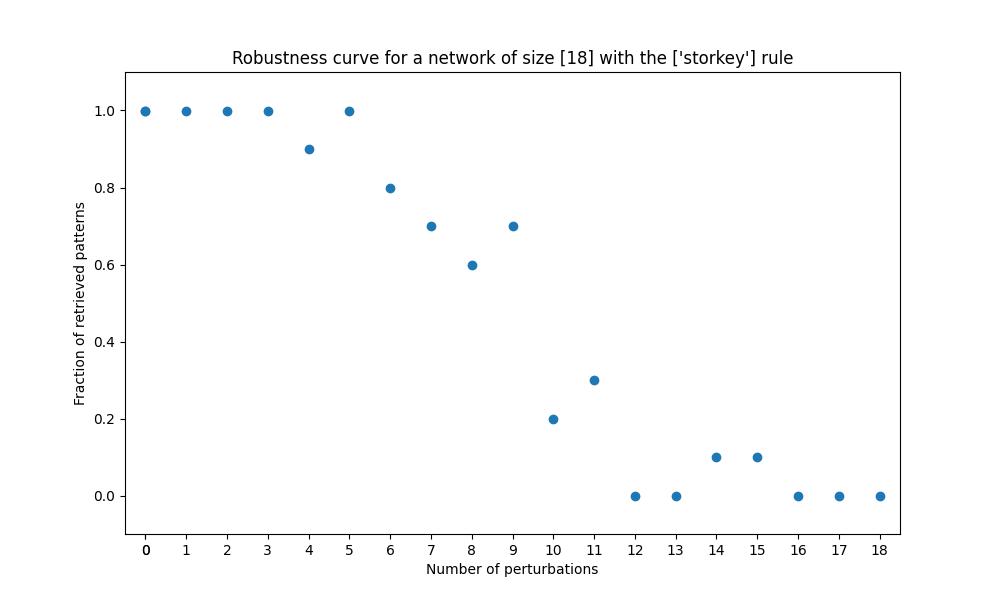 Robustness curve for a network of size [18] with the ['storkey'] rule
Fraction of retrieved patterns
1.0
0.8
0.6
0.4
0.2
0.0
0 1 2 3 4 5 6 7 8 9 10 11 12 13 14 15 16 17 18
Number of perturbations